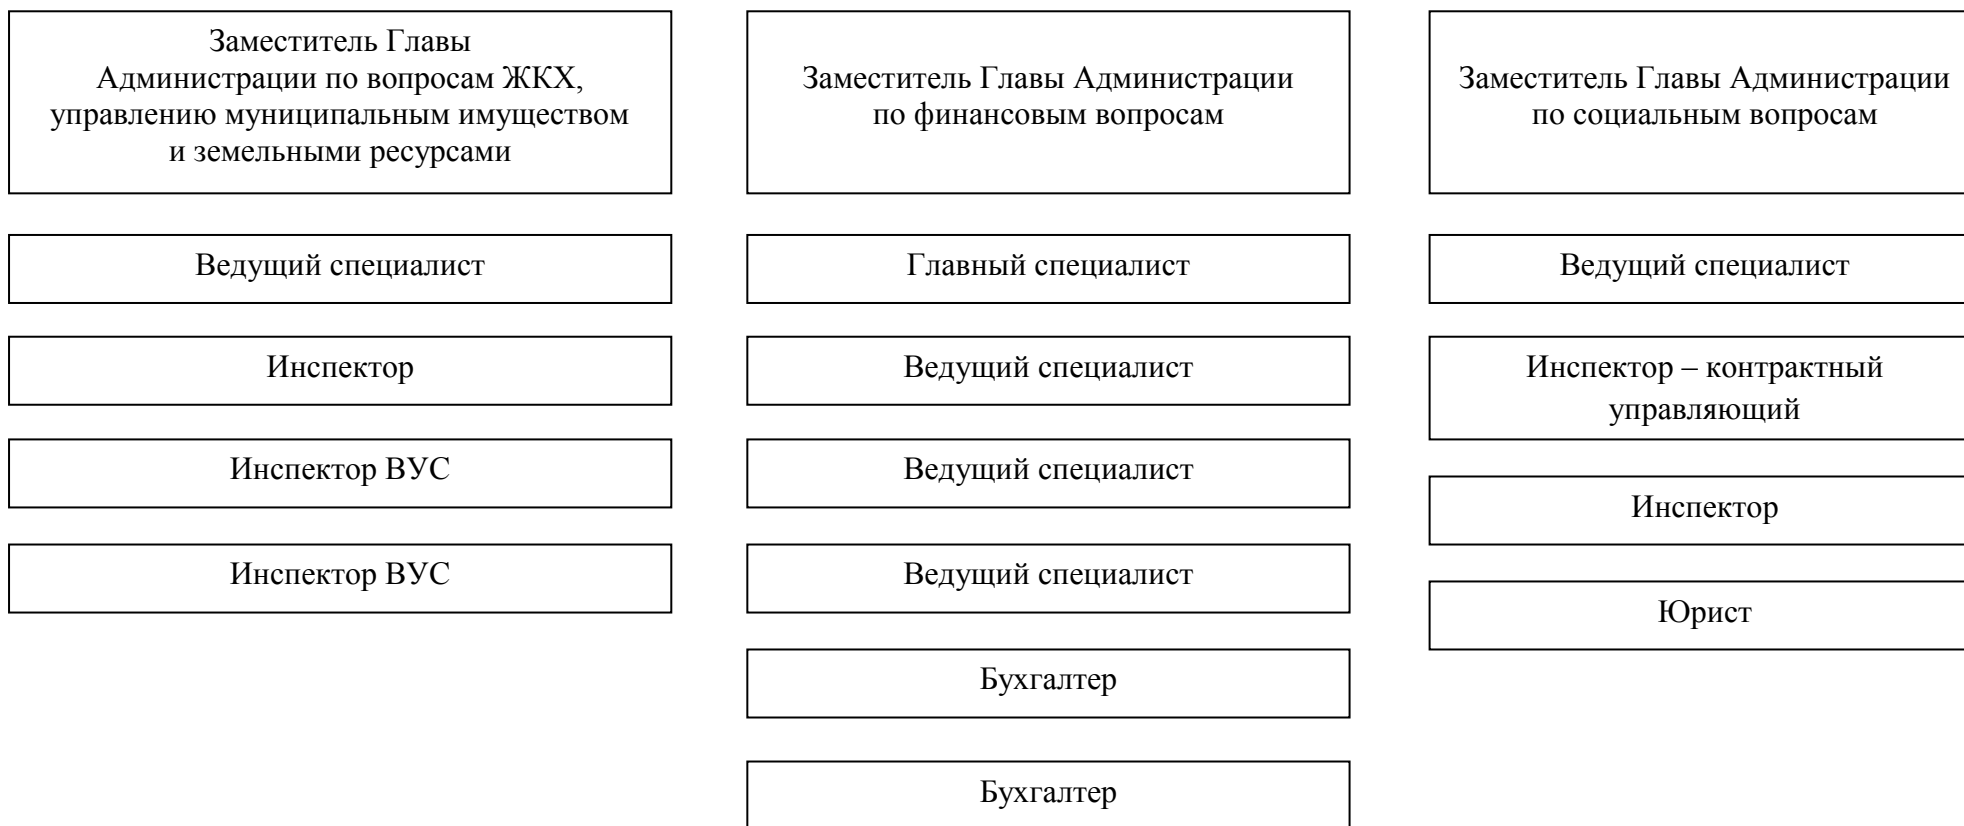 Заместитель Главы
Администрации по вопросам ЖКХ,
управлению муниципальным имуществом
и земельными ресурсами
Ведущий специалист
Инспектор
Инспектор ВУС
Инспектор ВУС
Заместитель Главы Администрации
по финансовым вопросам
Главный специалист
Ведущий специалист
Ведущий специалист
Ведущий специалист
Бухгалтер
Бухгалтер
Заместитель Главы Администрации
по социальным вопросам
Ведущий специалист
Инспектор – контрактный
управляющий
Инспектор
Юрист